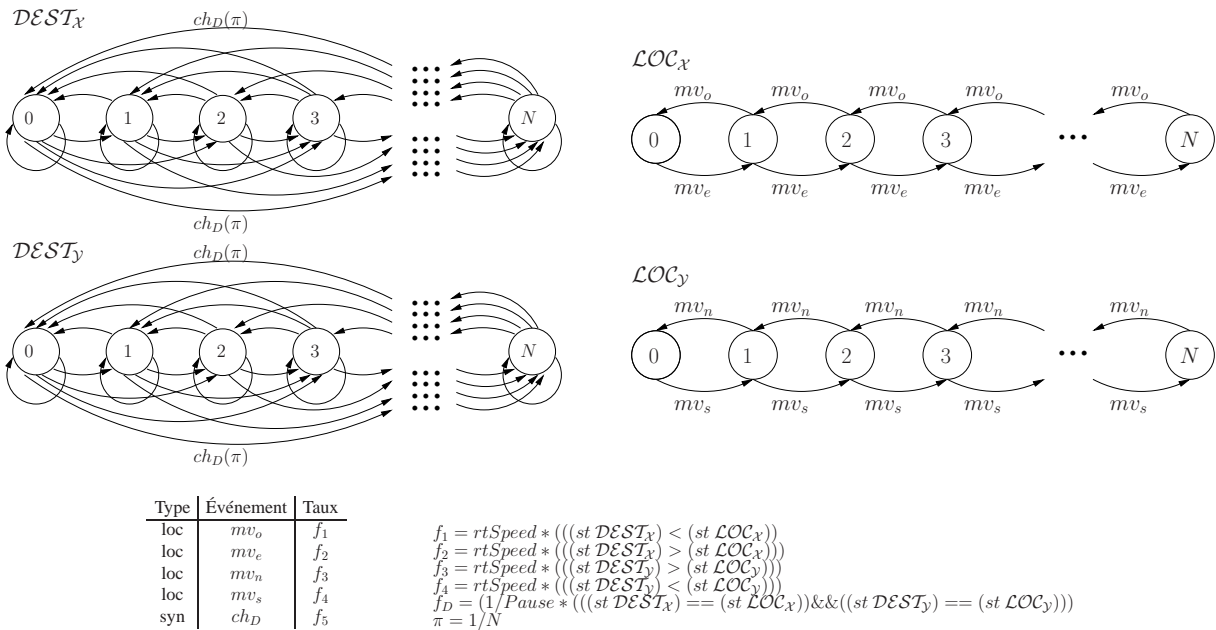 DEST_X
ch_D(π)
0 1 2 3 N
ch_D(π)
LOC_X
mv_o mv_o mv_o mv_o mv_o
0 1 2 3 ••• N
mv_e mv_e mv_e mv_e mv_e
DEST_Y
ch_D(π)
0 1 2 3 N
ch_D(π)
LOC_Y
mv_n mv_n mv_n mv_n mv_n
0 1 2 3 ••• N
mv_s mv_s mv_s mv_s mv_s
Type Événement Taux
loc mv_o f_1
loc mv_e f_2
loc mv_n f_3
loc mv_s f_4
syn ch_D f_5
f_1 = rtSpeed * (((st DEST_X) < (st LOC_X))
f_2 = rtSpeed * (((st DEST_X) > (st LOC_X)))
f_3 = rtSpeed * (((st DEST_Y) > (st LOC_Y)))
f_4 = rtSpeed * (((st DEST_Y) < (st LOC_Y)))
f_D = (1/Pause * (((st DEST_X) == (st LOC_X))&&((st DEST_Y) == (st LOC_Y)))
π = 1/N